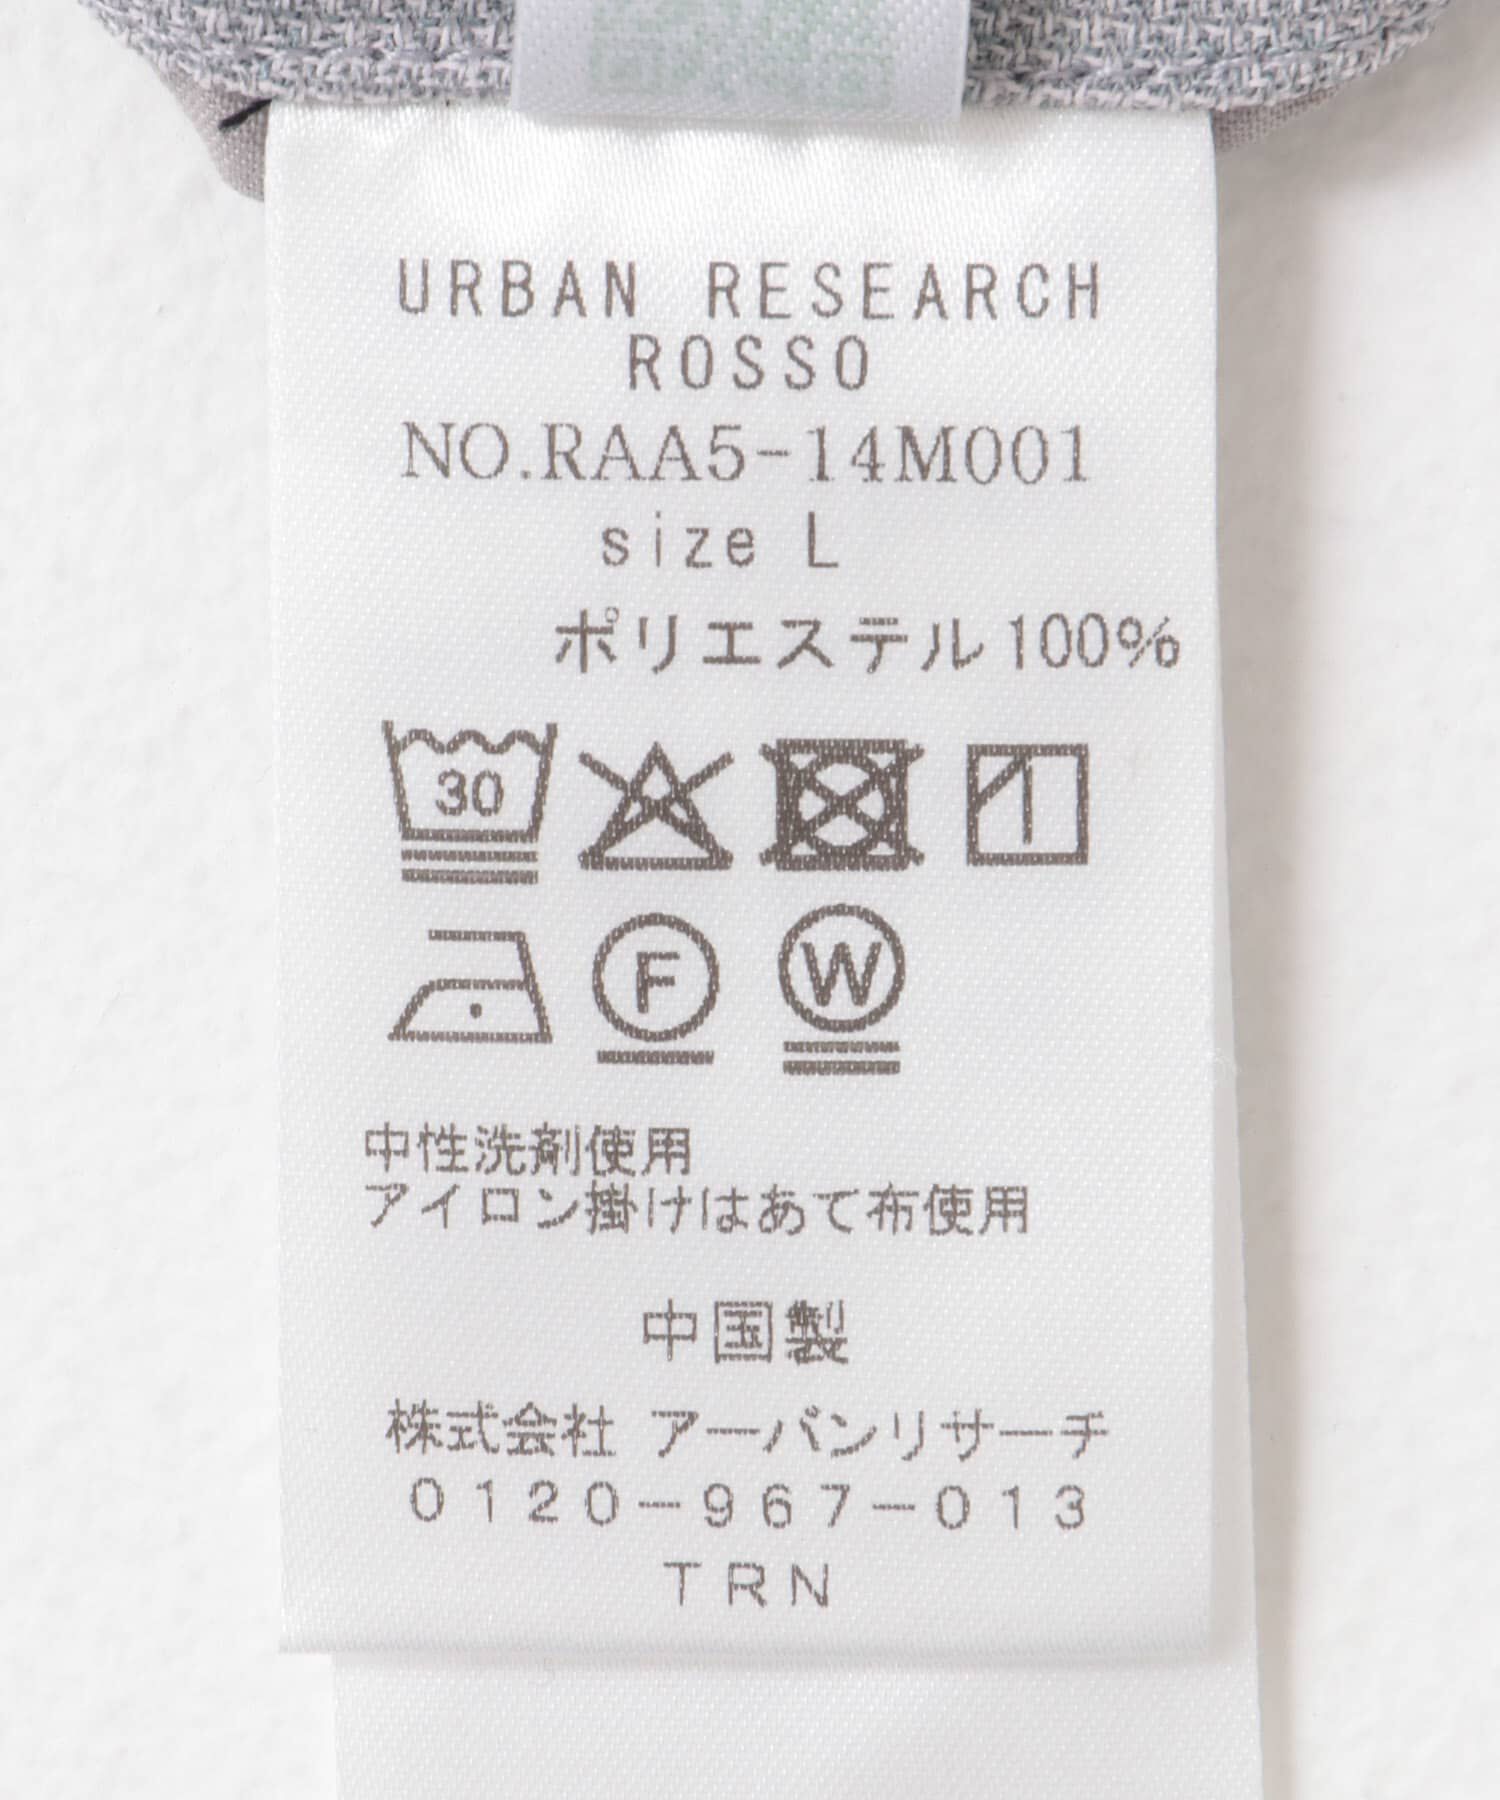 URBAN RESEARCH
ROSSO
NO.RAA5-14M001
size L
ポリエステル100%
30
F
W
中性洗剤使用
アイロン掛けはあて布使用
中国製
株式会社 アーバンリサーチ
0120-967-013
TRN